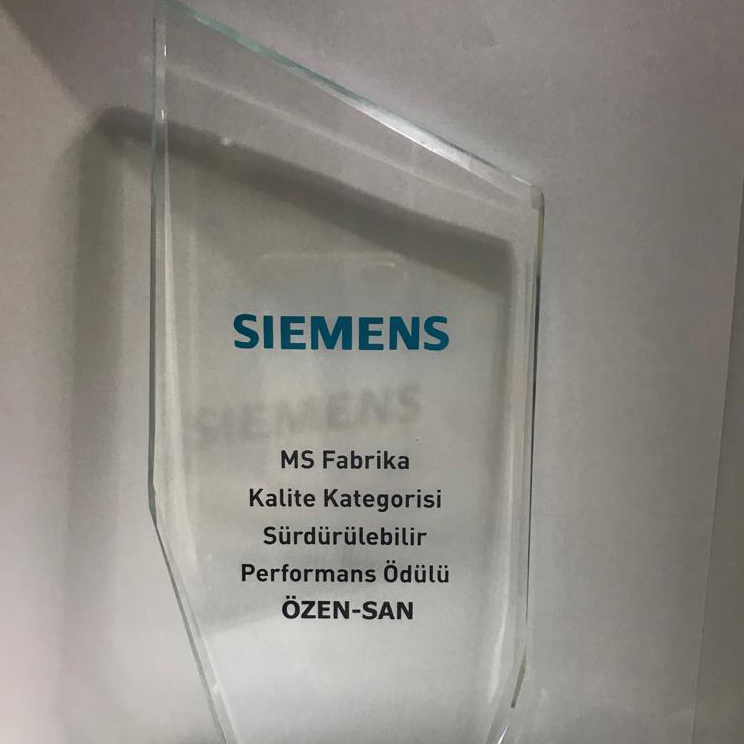 SIEMENS
MS Fabrika
Kalite Kategorisi
Sürdürülebilir
Performans Ödülü
ÖZEN-SAN